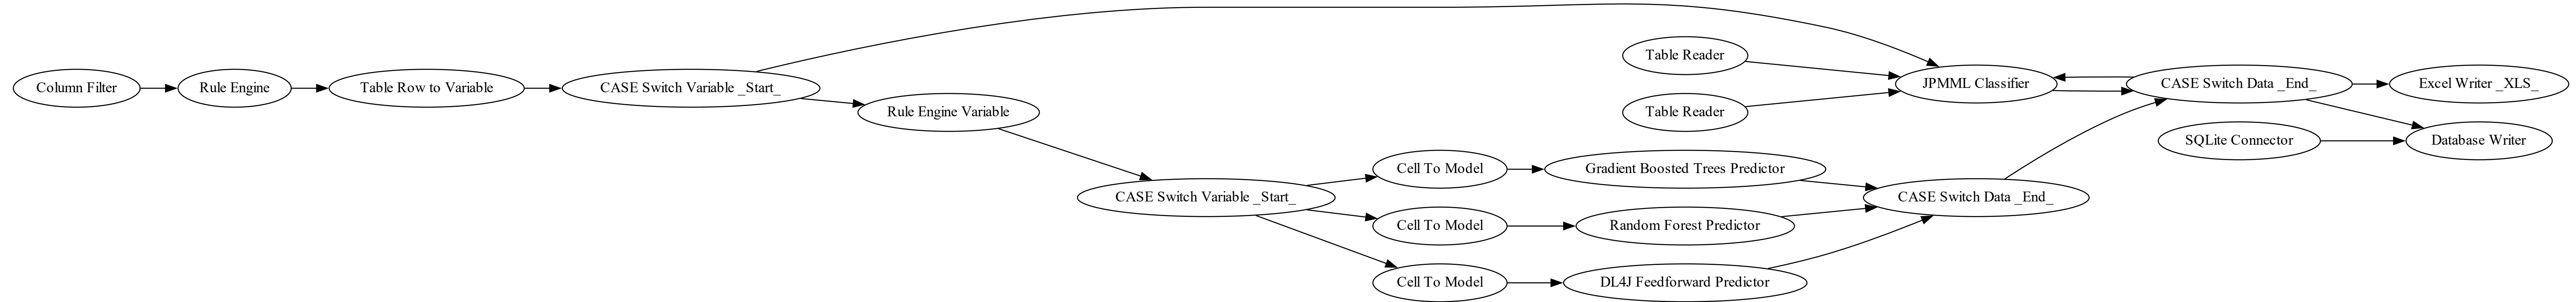 Column Filter
Rule Engine
Table Row to Variable
CASE Switch Variable _Start_
Rule Engine Variable
CASE Switch Variable _Start_
Cell To Model
Cell To Model
Cell To Model
Table Reader
Table Reader
Gradient Boosted Trees Predictor
Random Forest Predictor
DL4J Feedforward Predictor
JPMML Classifier
CASE Switch Data _End_
CASE Switch Data _End_
SQLite Connector
Excel Writer _XLS_
Database Writer